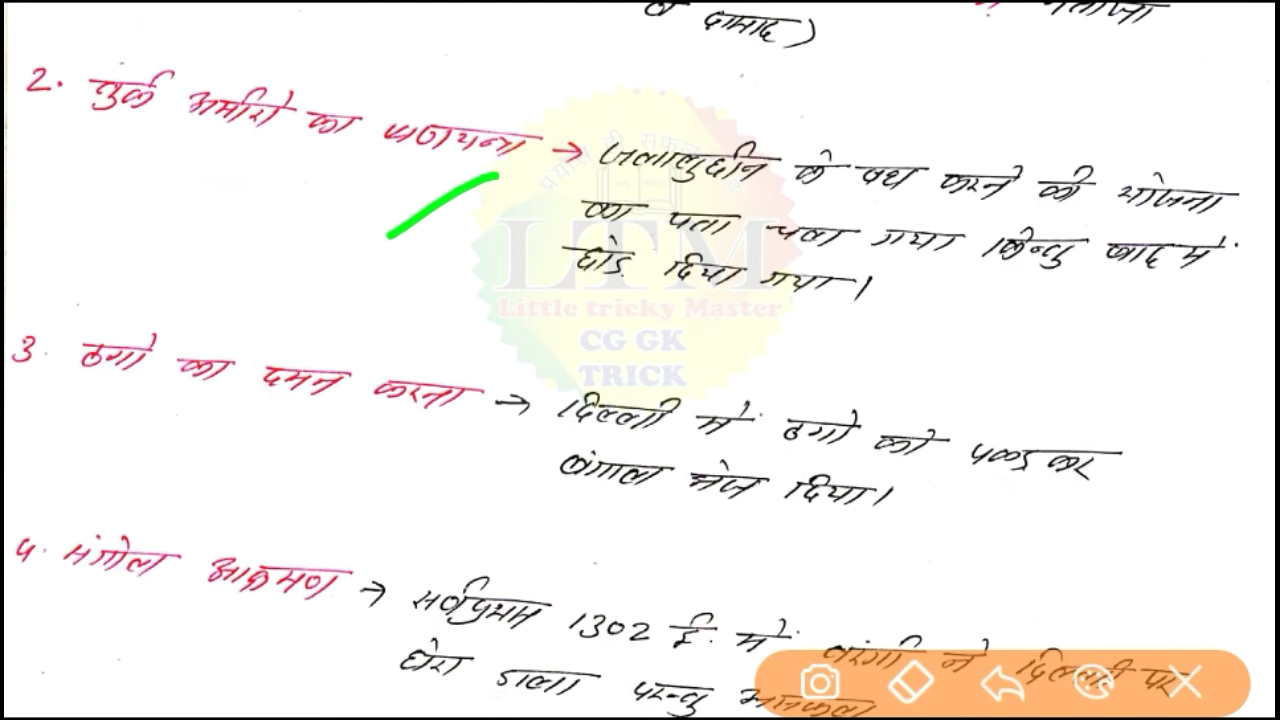 व दामाद)
2. तुर्क अमीरो का षणयन्त्र → जलालुद्दीन के वध करने की योजना
का पता चला गया किन्तु बाद मे
छोड दिया गया।
3. ठगो का दमन करना → दिल्ली मे ठगो को पकड कर
बंगाल भेज दिया।
4. मंगोल आक्रमण → सर्वप्रथम 1302 ई. मे ने दिल्ली पर
घेरा डाला परन्तु
LTM
Little tricky Master
CG GK
TRICK